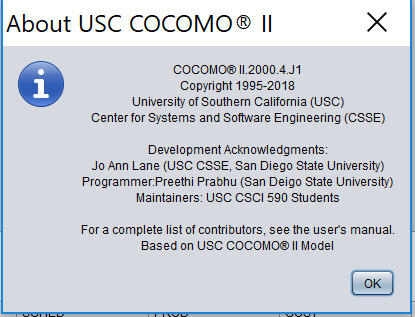 About USC COCOMO® II
COCOMO® II.2000.4.J1
Copyright 1995-2018
University of Southern California (USC)
Center for Systems and Software Engineering (CSSE)
Development Acknowledgments:
Jo Ann Lane (USC CSSE, San Diego State University)
Programmer:Preethi Prabhu (San Deigo State University)
Maintainers: USC CSCI 590 Students
For a complete list of contributors, see the user's manual.
Based on USC COCOMO® II Model
OK